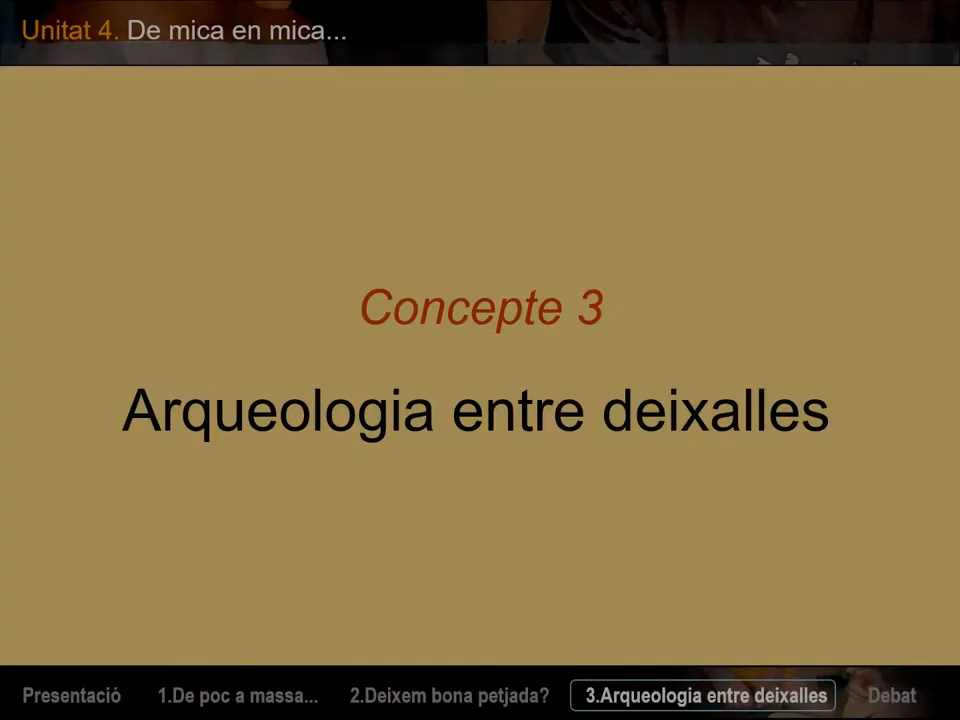 Unitat 4. De mica en mica...
Concepte 3
Arqueologia entre deixalles
Presentació 1.De poc a massa... 2.Deixem bona petjada? 3.Arqueologia entre deixalles Debat